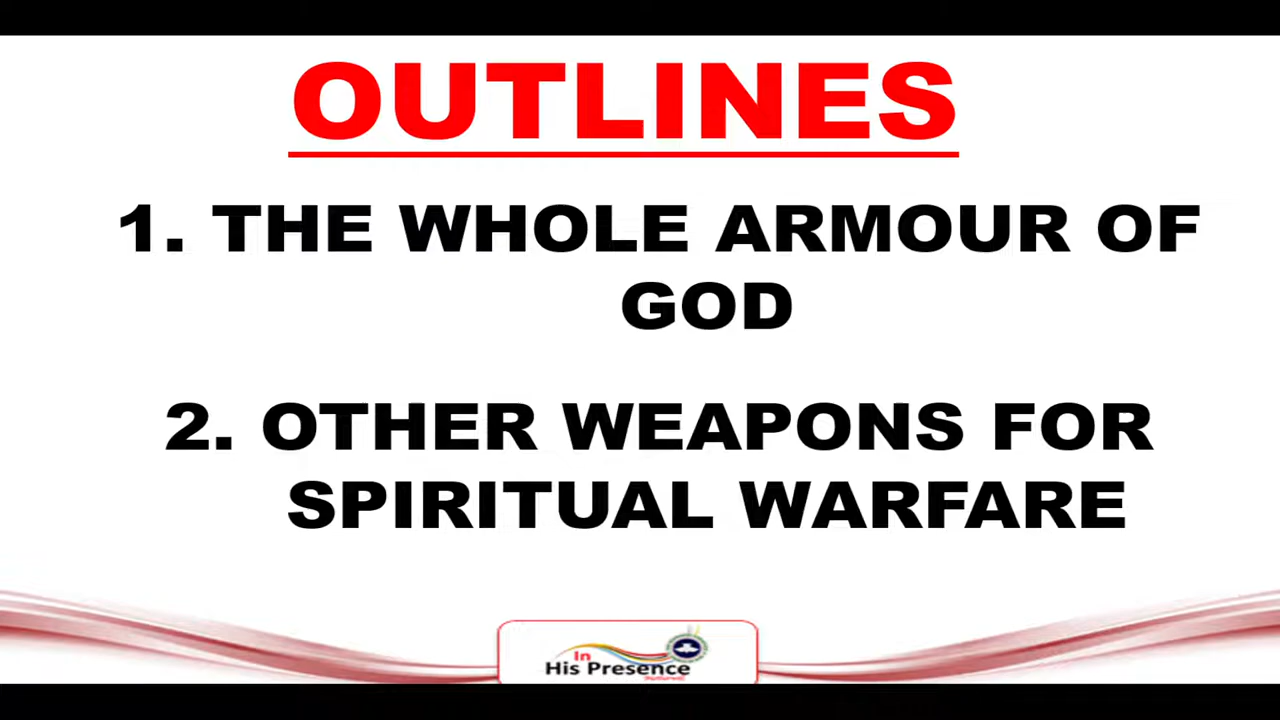 OUTLINES
1. THE WHOLE ARMOUR OF
GOD
2. OTHER WEAPONS FOR
SPIRITUAL WARFARE
In
His Presence